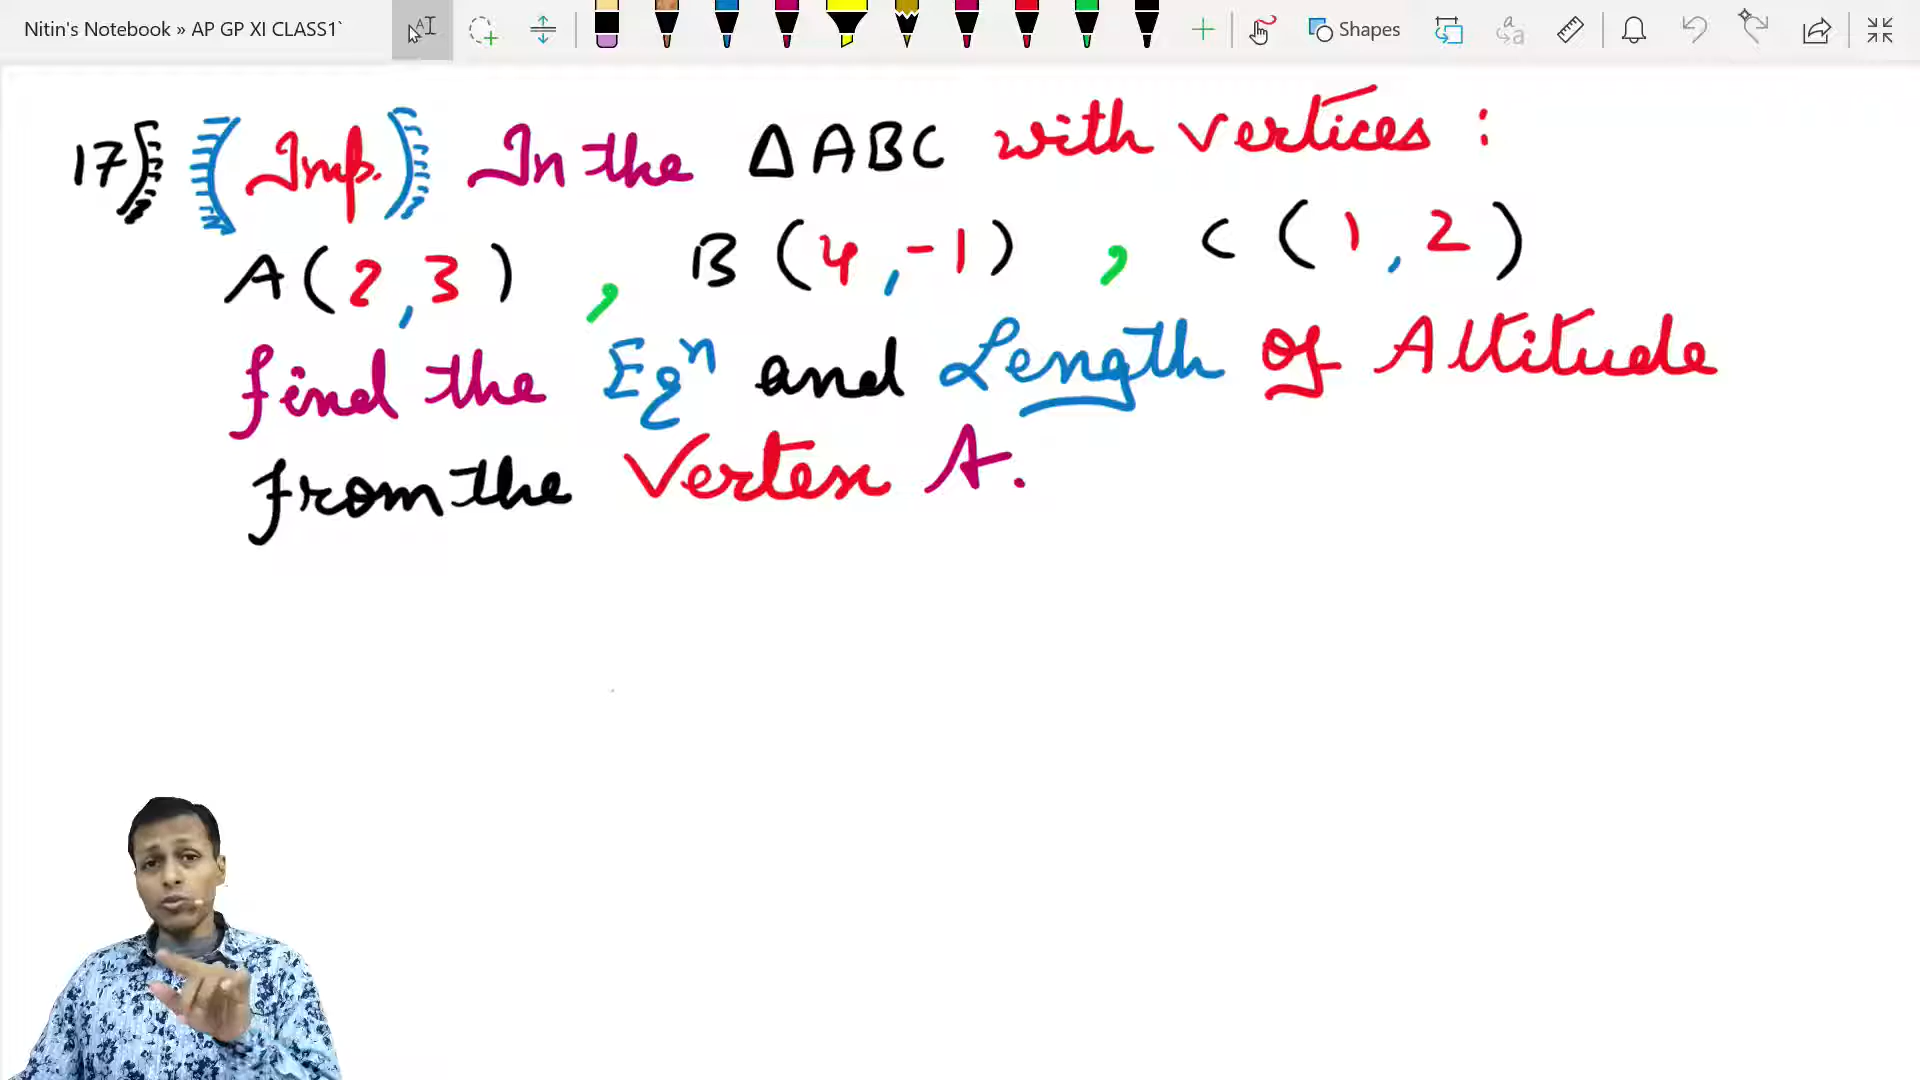 Nitin's Notebook » AP GP XI CLASS1`
Shapes
17) (Imp.) In the ΔABC with vertices :
A(2,3) , B(4,-1) , C(1,2)
find the Eqⁿ and Length of Altitude
from the Vertex A.